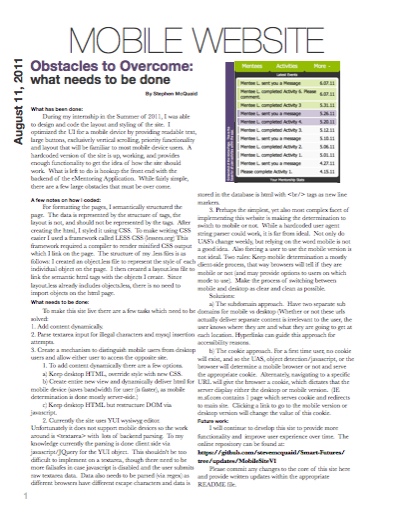 MOBILE WEBSITE
August 11, 2011
Obstacles to Overcome:
what needs to be done
By Stephen McQuaid
What has been done:
During my internship in the Summer of 2011, I was able
to design and code the layout and styling of the site. I
optimized the UI for a mobile device by providing readable text,
large buttons, exclusively vertical scrolling, priority functionality
and layout that will be familiar to most mobile device users. A
hardcoded version of the site is up, working, and provides
enough functionality to get the idea of how the site should
work. What is left to do is hookup the front end with the
backend of the eMentoring Application. While fairly simple,
there are a few large obstacles that must be over come.
A few notes on how I coded:
For formatting the pages, I semantically structured the
page. The data is represented by the structure of tags, the
layout is not, and should not be represented by the tags. After
creating the html, I styled it using CSS. To make writing CSS
easier I used a framework called LESS CSS (lesscss.org) This
framework required a compiler to render minified CSS output
which I link on the page. The structure of my .less files is as
follows: I created an object.less file to represent the style of each
individual object on the page. I then created a layout.less file to
link the semantic html tags with the objects I create. Since
layout.less already includes objects.less, there is no need to
import objects on the html page.
What needs to be done:
To make this site live there are a few tasks which need to be
solved:
1. Add content dynamically.
2. Parse textarea input for illegal characters and mysql insertion
attempts.
3. Create a mechanism to distinguish mobile users from desktop
users and allow either user to access the opposite site.
1. To add content dynamically there are a few options.
a) Keep desktop HTML, override style with new CSS.
b) Create entire new view and dynamically deliver html for
mobile device (saves bandwidth for user (is faster), as mobile
determination is done mostly server-side.)
c) Keep desktop HTML but restructure DOM via
javascript.
2. Currently the site uses YUI wysiwyg editor.
Unfortunately it does not support mobile devices so the work
around is <textarea> with lots of backend parsing. To my
knowledge currently the parsing is done client side via
javascript/JQuery for the YUI object. This shouldn't be too
difficult to implement on a textarea, though there need to be
more failsafes in case javascript is disabled and the user submits
raw textarea data. Data also needs to be parsed (via regex) as
different browsers have different escape characters and data is
Mentees Activities More
Latest Events
Mentee L. sent you a Message 6.07.11
Mentee L. completed Activity 6. Please comment. 6.07.11
Mentee L. completed Activity 5 5.31.11
Mentee L. sent you a message 5.26.11
Mentee L. completed Activity 4. 5.20.11
Mentee L. completed Activity 3. 5.12.11
Mentee L. sent you a message 5.10.11
Mentee L. completed Activity 2. 5.06.11
Mentee L. completed Activity 1. 5.01.11
Mentee L. sent you a message 4.27.11
Please complete Activity 1. 4.15.11
Your Mentorship Stats
stored in the database is html with <br/> tags as new line
markers.
3. Perhaps the simplest, yet also most complex facet of
implementing this website is making the determination to
switch to mobile or not. While a hardcoded user agent
string parser could work, it is far from ideal. Not only do
UA's change weekly, but relying on the word mobile is not
a good idea. Also forcing a user to use the mobile version is
not ideal. Two rules: Keep mobile determination a mostly
client-side process, that way browsers will tell if they are
mobile or not (and may provide options to users on which
mode to use). Make the process of switching between
mobile and desktop as clear and clean as possible.
Solutions:
a) The subdomain approach. Have two separate sub
domains for mobile vs desktop (Whether or not these urls
actually deliver separate content is irrelevant to the user, the
user knows where they are and what they are going to get at
each location. Hyperlinks can guide this approach for
accessibility reasons.
b) The cookie approach. For a first time user, no cookie
will exist, and so the UA, object detection/javascript, or the
browser will determine a mobile browser or not and serve
the appropriate cookie. Alternately, navigating to a specific
URL will give the browser a cookie, which dictates that the
server display either the desktop or mobile version. (IE
m.sf.com contains 1 page which serves cookie and redirects
to main site. Clicking a link to go to the mobile version or
desktop versions will change the value of this cookie.
Future work:
I will continue to develop this site to provide more
functionality and improve user experience over time. The
online repository can be found at:
https://github.com/stevemcquaid/Smart-Futures/
tree/updates/MobileSiteV1
Please commit any changes to the core of this site here
and provide written updates within the appropriate
README file.
1